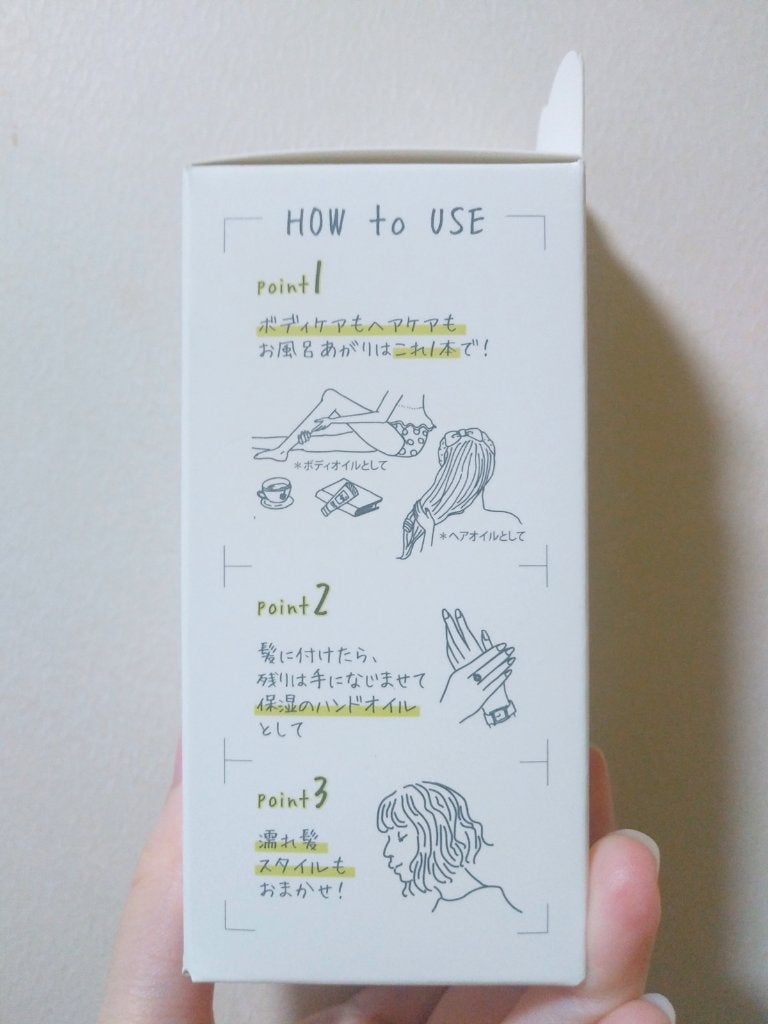 HOW to USE
point1
ボディケアもヘアケアも
お風呂あがりはこれ1本で!
*ボディオイルとして
*ヘアオイルとして
point2
髪に付けたら、
残りは手になじませて
保湿のハンドオイル
として
point3
濡れ髪
スタイルも
おまかせ!